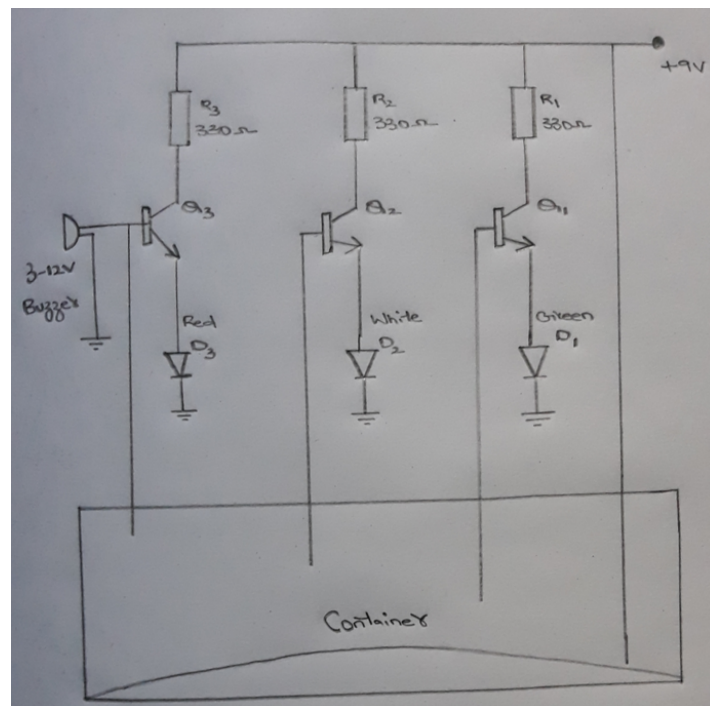 +9V
R3
330Ω
R2
330Ω
R1
330Ω
Q3
Q2
Q1
3-12V
Buzzer
Red
D3
White
D2
Green
D1
Container